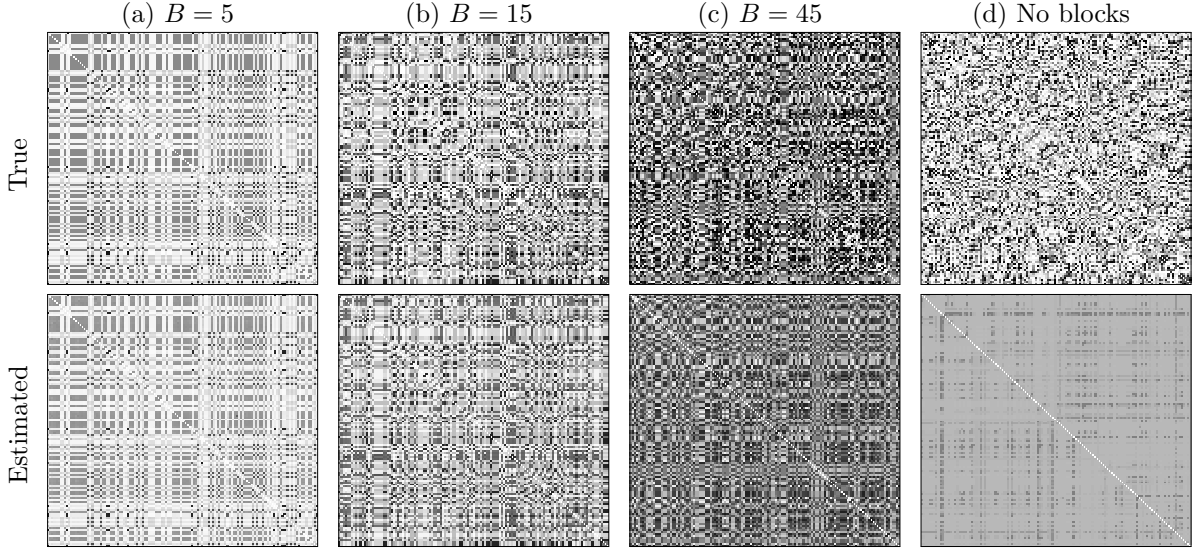 (a) B = 5
(b) B = 15
(c) B = 45
(d) No blocks
True
Estimated